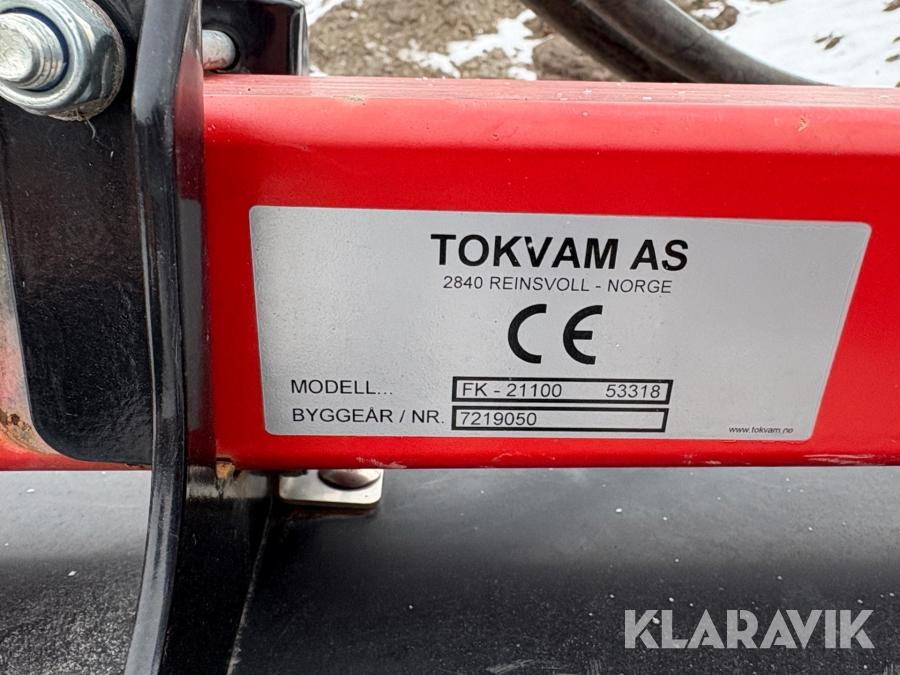 TOKVAM AS
2840 REINSVOLL - NORGE
CE
MODELL... FK - 21100 53318
BYGGEÅR / NR. 7219050
www.tokvam.no
KLARAVIK